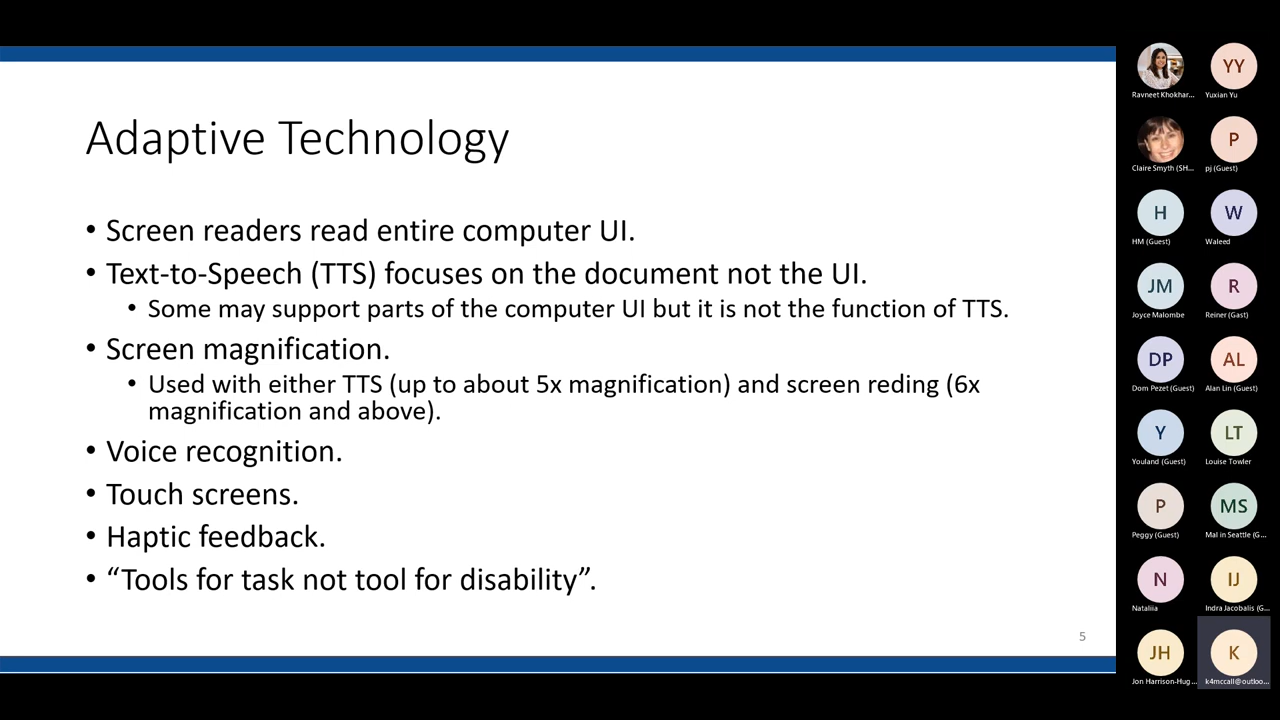 Adaptive Technology
• Screen readers read entire computer UI.
• Text-to-Speech (TTS) focuses on the document not the UI.
• Some may support parts of the computer UI but it is not the function of TTS.
• Screen magnification.
• Used with either TTS (up to about 5x magnification) and screen reding (6x
magnification and above).
• Voice recognition.
• Touch screens.
• Haptic feedback.
• “Tools for task not tool for disability”.
5
YY
Ravneet Khokhar... Yuxian Yu
P
Claire Smyth (SH... pj (Guest)
H W
HM (Guest) Waleed
JM R
Joyce Malombe Reiner (Gast)
DP AL
Dom Pezet (Guest) Alan Lin (Guest)
Y LT
Youland (Guest) Louise Towler
P MS
Peggy (Guest) Mal in Seattle (G...
N IJ
Nataliia Indra Jacobalis (G...
JH K
Jon Harrison-Hug... k4mccall@outloo...